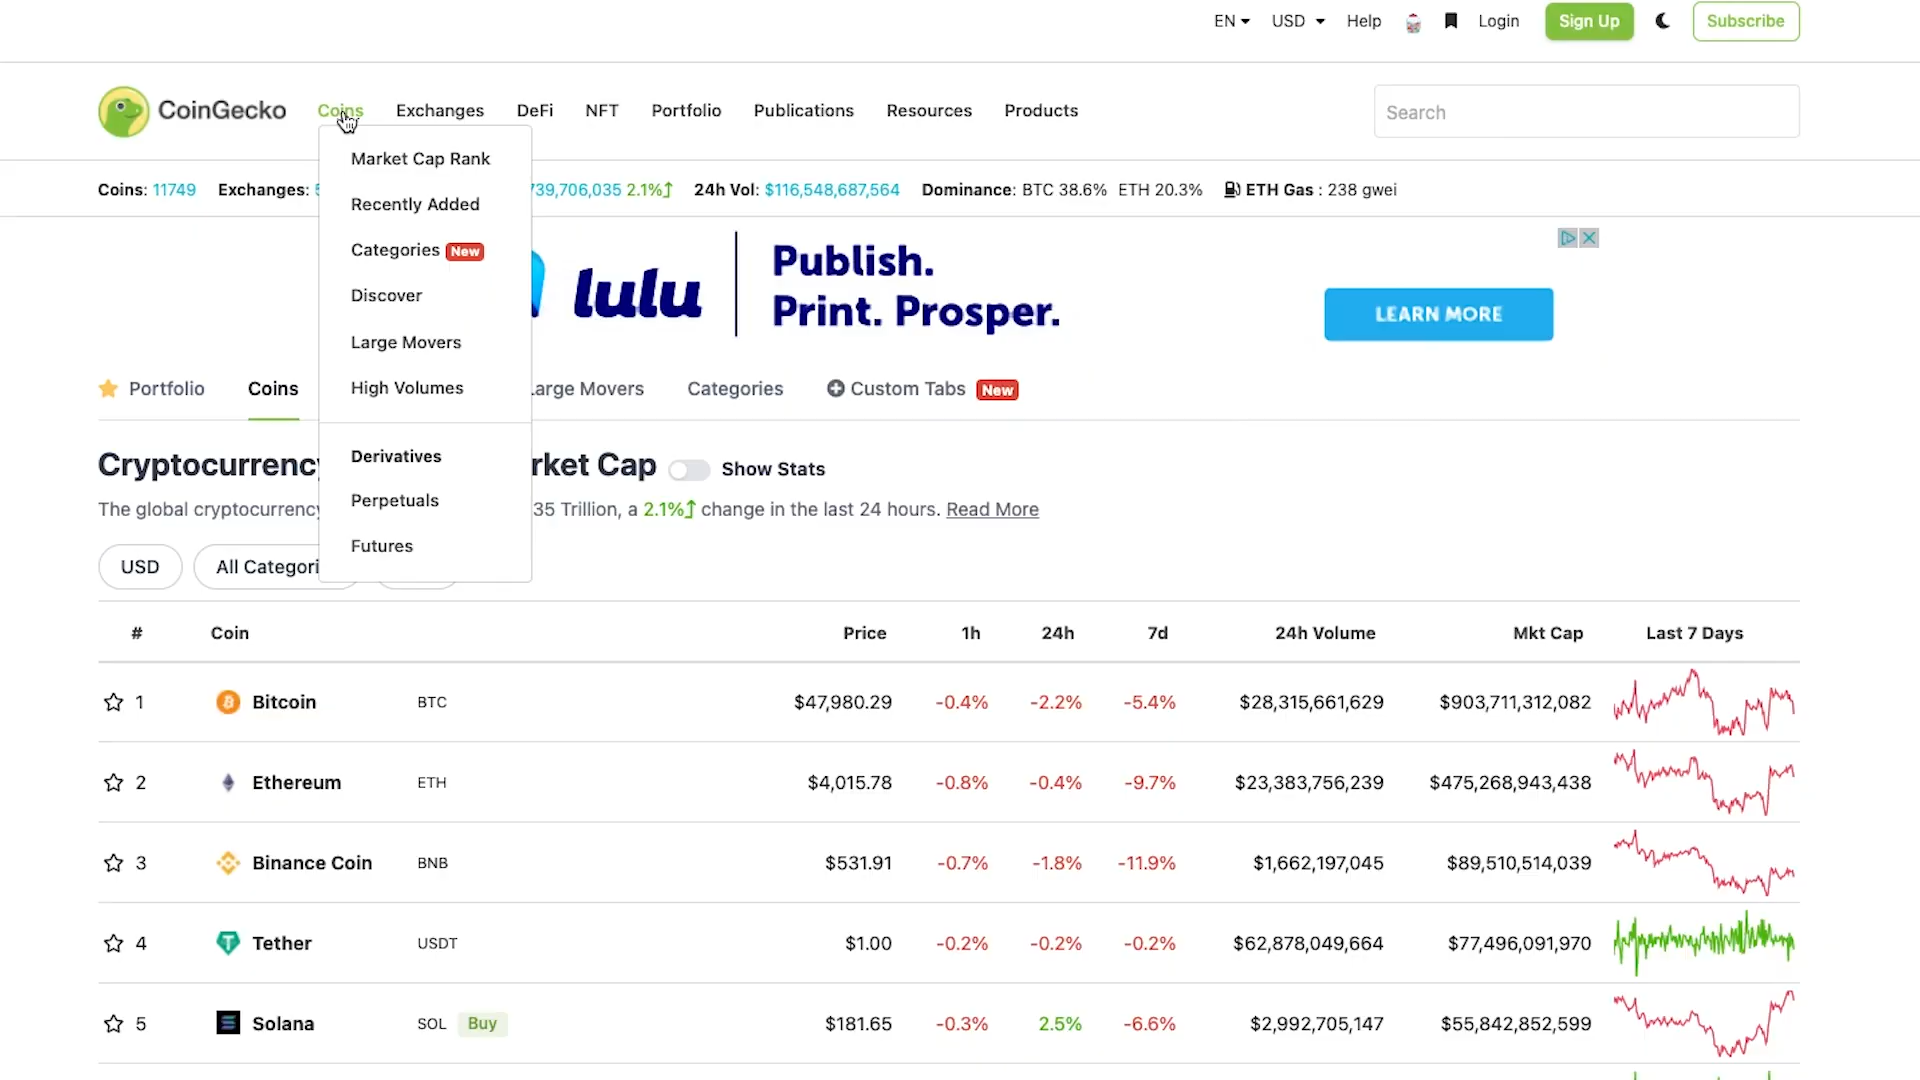 EN USD Help Login Sign Up Subscribe
CoinGecko Coins Exchanges DeFi NFT Portfolio Publications Resources Products Search
Market Cap Rank
Coins: 11749 Exchanges: 739,706,035 2.1% 24h Vol: $116,548,687,564 Dominance: BTC 38.6% ETH 20.3% ETH Gas : 238 gwei
Recently Added
Categories New
Discover
Large Movers
High Volumes
Derivatives
Perpetuals
Futures
lulu
Publish.
Print. Prosper.
LEARN MORE
Portfolio Coins Large Movers Categories Custom Tabs New
Cryptocurrency rket Cap Show Stats
The global cryptocurrency 35 Trillion, a 2.1% change in the last 24 hours. Read More
USD All Categori
# Coin Price 1h 24h 7d 24h Volume Mkt Cap Last 7 Days
1 Bitcoin BTC $47,980.29 -0.4% -2.2% -5.4% $28,315,661,629 $903,711,312,082
2 Ethereum ETH $4,015.78 -0.8% -0.4% -9.7% $23,383,756,239 $475,268,943,438
3 Binance Coin BNB $531.91 -0.7% -1.8% -11.9% $1,662,197,045 $89,510,514,039
4 Tether USDT $1.00 -0.2% -0.2% -0.2% $62,878,049,664 $77,496,091,970
5 Solana SOL Buy $181.65 -0.3% 2.5% -6.6% $2,992,705,147 $55,842,852,599